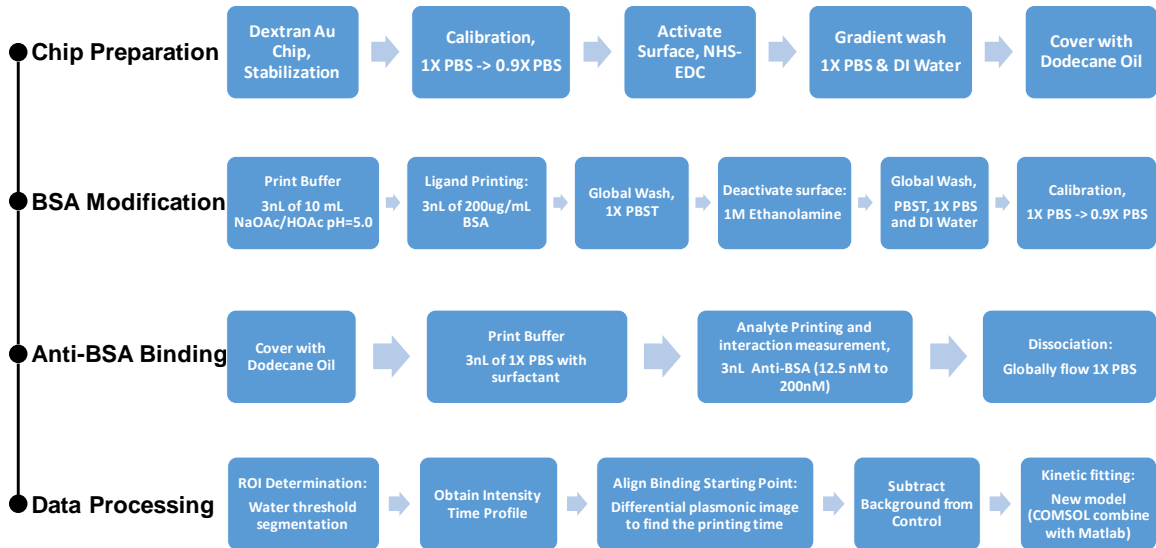 Chip Preparation
Dextran Au
Chip,
Stabilization
Calibration,
1X PBS -> 0.9X PBS
Activate
Surface, NHS-
EDC
Gradient wash
1X PBS & DI Water
Cover with
Dodecane Oil
BSA Modification
Print Buffer
3nL of 10 mL
NaOAc/HOAc pH=5.0
Ligand Printing:
3nL of 200ug/mL
BSA
Global Wash,
1X PBST
Deactivate surface:
1M Ethanolamine
Global Wash,
PBST, 1X PBS
and DI Water
Calibration,
1X PBS -> 0.9X PBS
Anti-BSA Binding
Cover with
Dodecane Oil
Print Buffer
3nL of 1X PBS with
surfactant
Analyte Printing and
interaction measurement,
3nL Anti-BSA (12.5 nM to
200nM)
Dissociation:
Globally flow 1X PBS
Data Processing
ROI Determination:
Water threshold
segmentation
Obtain Intensity
Time Profile
Align Binding Starting Point:
Differential plasmonic image
to find the printing time
Subtract
Background from
Control
Kinetic fitting:
New model
(COMSOL combine
with Matlab)